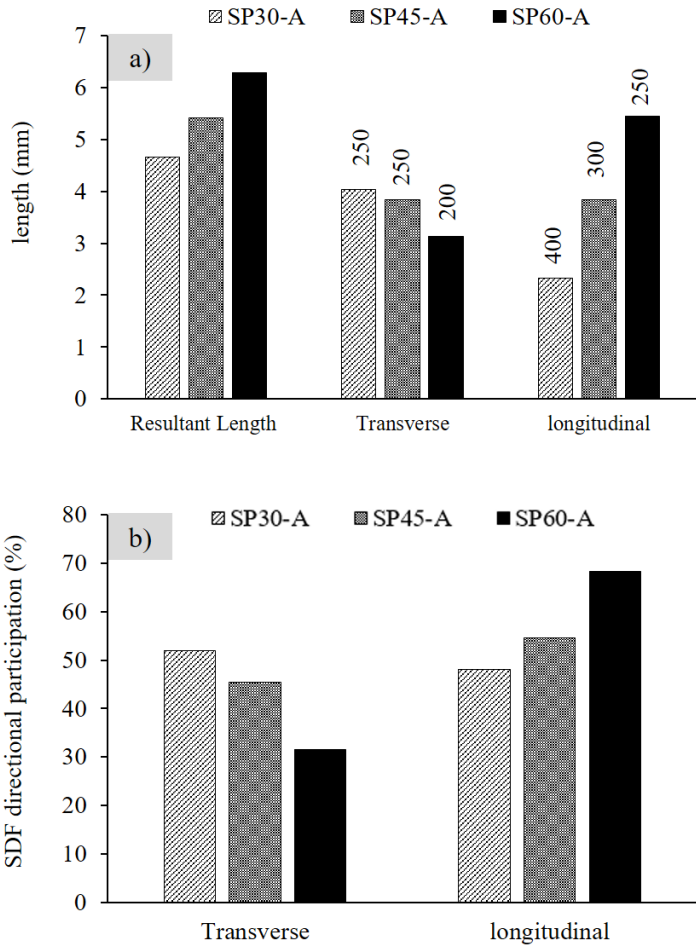 SP30-A SP45-A SP60-A
a)
length (mm)
7
6
5
4
3
2
1
0
250
250
200
400
300
250
Resultant Length Transverse longitudinal
SP30-A SP45-A SP60-A
b)
SDF directional participation (%)
80
70
60
50
40
30
20
10
0
Transverse longitudinal